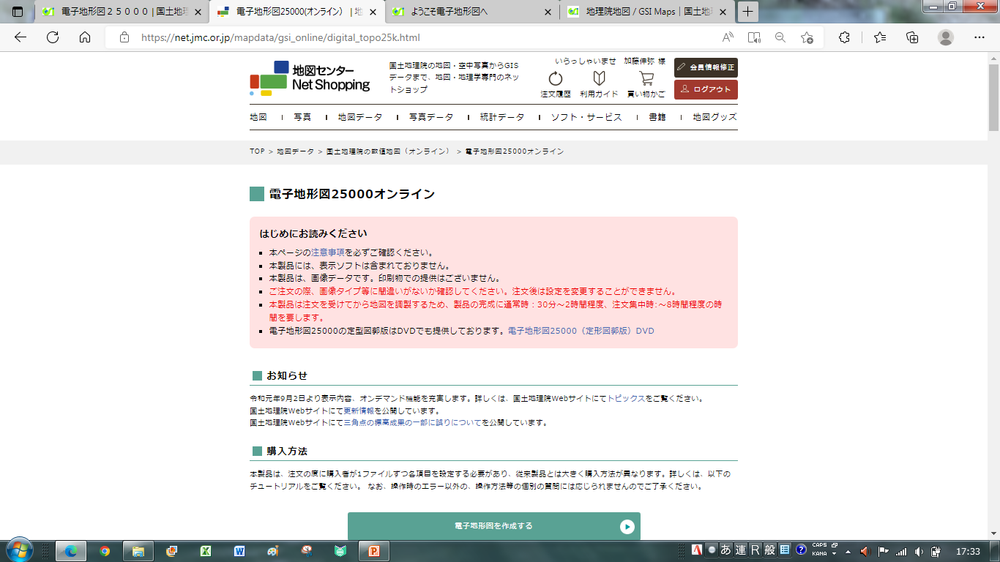 電子地形図２５０００ | 国土地理
電子地形図25000(オンライン) | 地
ようこそ電子地形図へ
地理院地図 / GSI Maps｜国土地
https://net.jmc.or.jp/mapdata/gsi_online/digital_topo25k.html
地図センター
Net Shopping
国土地理院の地図・空中写真からGIS
データまで、地図・地理学専門のネッ
トショップ
いらっしゃいませ 加藤伸弥 様
注文履歴 利用ガイド 買い物かご
会員情報修正
ログアウト
地図 写真 地図データ 写真データ 統計データ ソフト・サービス 書籍 地図グッズ
TOP > 地図データ > 国土地理院の数値地図（オンライン） > 電子地形図25000オンライン
電子地形図25000オンライン
はじめにお読みください
本ページの注意事項を必ずご確認ください。
本製品には、表示ソフトは含まれておりません。
本製品は、画像データです。印刷物での提供はございません。
ご注文の際、画像タイプ等に間違いがないか確認してください。注文後は設定を変更することができません。
本製品は注文を受けてから地図を調製するため、製品の完成に通常時：30分～2時間程度、注文集中時:～8時間程度の時
間を要します。
電子地形図25000の定型図郭版はDVDでも提供しております。電子地形図25000（定形図郭版）DVD
お知らせ
令和元年9月2日より表示内容、オンデマンド機能を充実します。詳しくは、国土地理院Webサイトにてトピックスをご覧ください。
国土地理院Webサイトにて更新情報を公開しています。
国土地理院Webサイトにて三角点の標高成果の一部に誤りについてを公開しています。
購入方法
本製品は、注文の度に購入者が1ファイルずつ各項目を設定する必要があり、従来製品とは大きく購入方法が異なります。詳しくは、以下の
チュートリアルをご覧ください。 なお、操作時のエラー以外の、操作方法等の個別の質問には応じられませんのでご了承ください。
電子地形図を作成する
A あ 連 R 般
CAPS
KANA
17:33